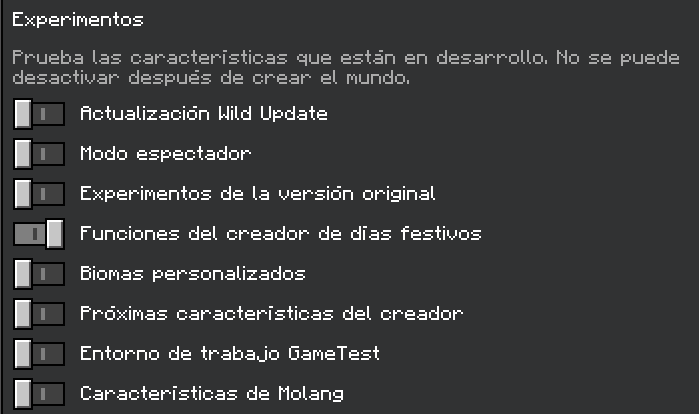 Experimentos
Prueba las características que están en desarrollo. No se puede
desactivar después de crear el mundo.
Actualización Wild Update
Modo espectador
Experimentos de la versión original
Funciones del creador de días festivos
Biomas personalizados
Próximas características del creador
Entorno de trabajo GameTest
Características de Molang